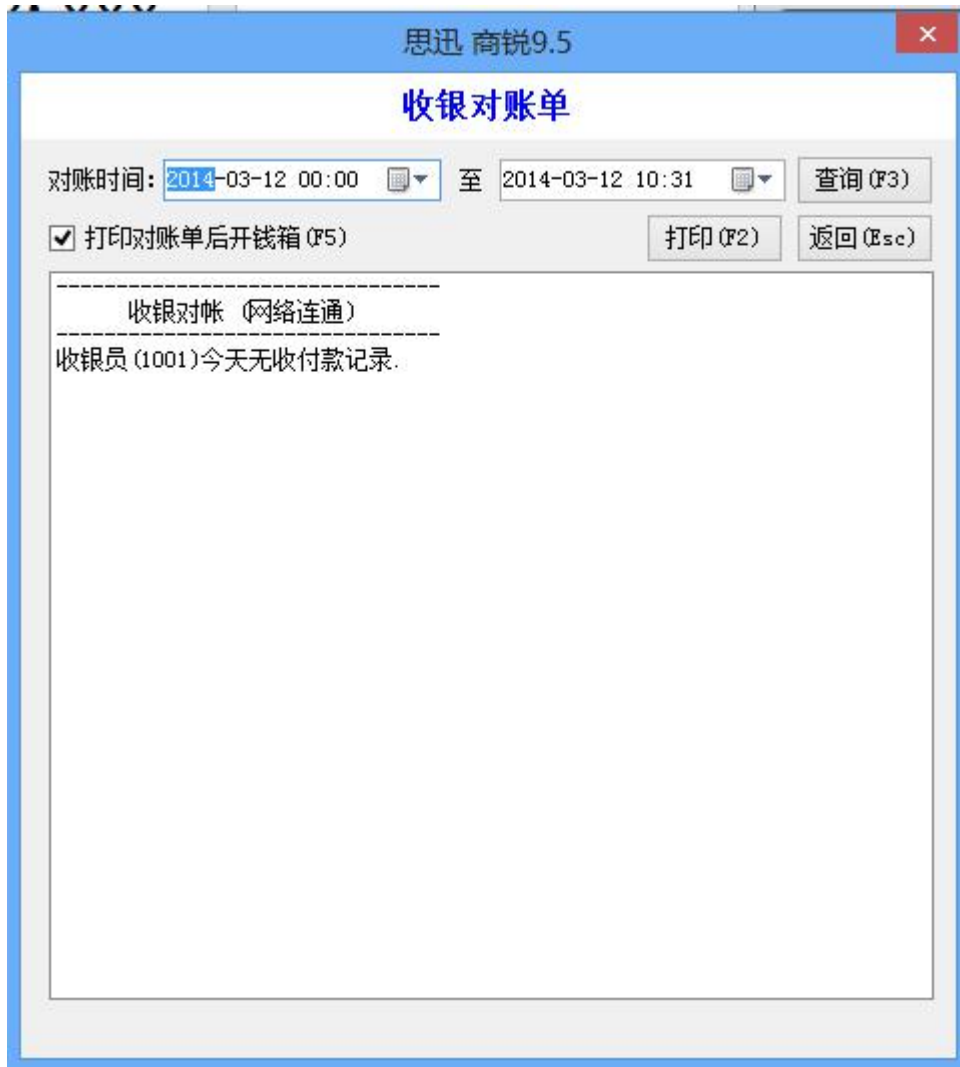 思迅 商锐9.5
收银对账单
对账时间: 2014-03-12 00:00 至 2014-03-12 10:31 查询(F3)
打印对账单后开钱箱(F5) 打印(F2) 返回(Esc)
--------------------------------
收银对帐 (网络连通)
--------------------------------
收银员(1001)今天无收付款记录.